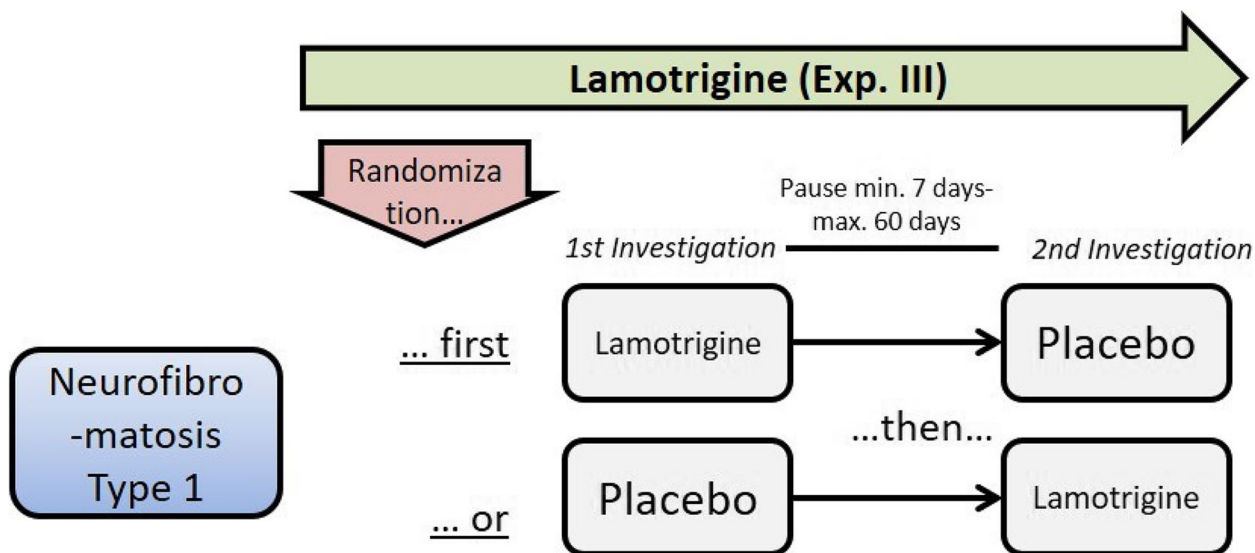 Lamotrigine (Exp. III)
Randomiza
tion...
Pause min. 7 days-
max. 60 days
1st Investigation
2nd Investigation
... first
Lamotrigine
Placebo
Neurofibro
-matosis
Type 1
...then...
... or
Placebo
Lamotrigine